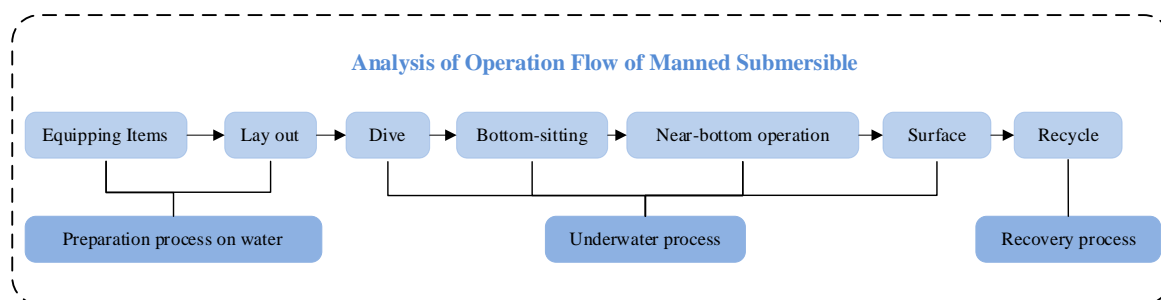 Analysis of Operation Flow of Manned Submersible
Equipping Items
Lay out
Dive
Bottom-sitting
Near-bottom operation
Surface
Recycle
Preparation process on water
Underwater process
Recovery process